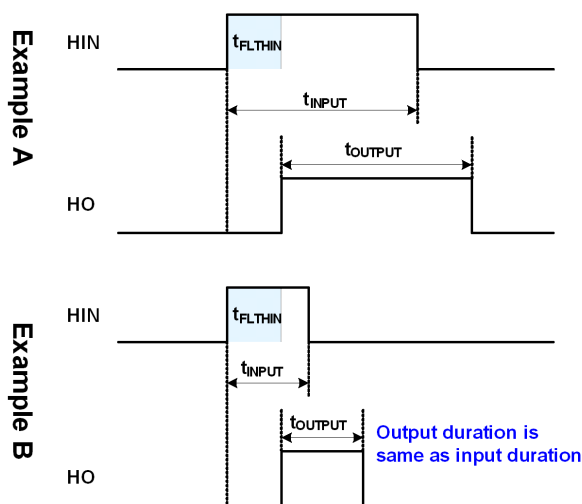 Example A
HIN
tFLTHIN
tINPUT
tOUTPUT
HO
Example B
HIN
tFLTHIN
tINPUT
tOUTPUT
Output duration is
same as input duration
HO